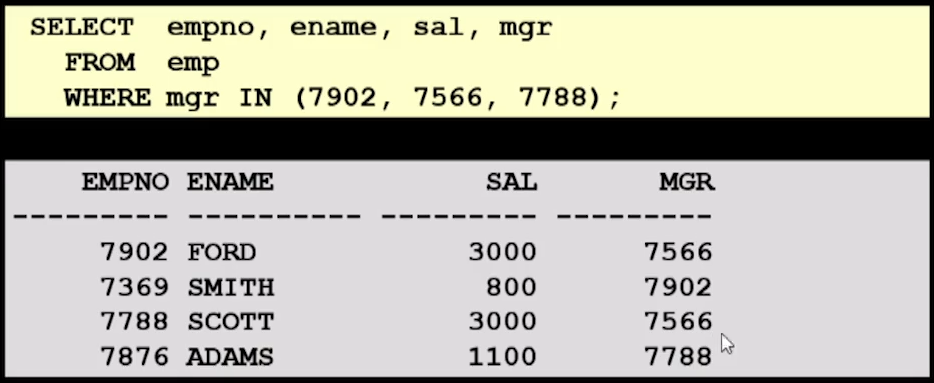 SELECT empno, ename, sal, mgr
FROM emp
WHERE mgr IN (7902, 7566, 7788);
EMPNO ENAME SAL MGR
--------- ---------- --------- ---------
7902 FORD 3000 7566
7369 SMITH 800 7902
7788 SCOTT 3000 7566
7876 ADAMS 1100 7788